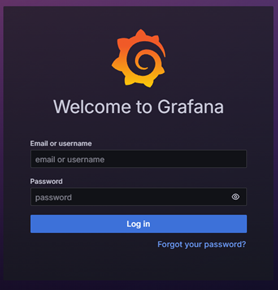 Welcome to Grafana
Email or username
email or username
Password
password
Log in
Forgot your password?